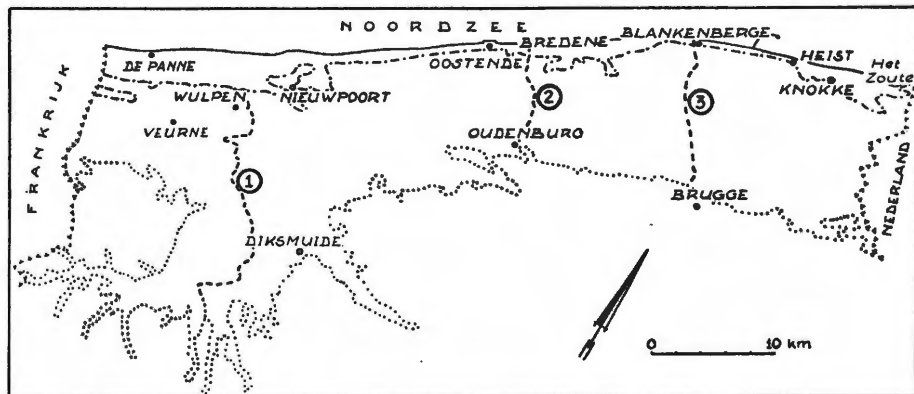 NOORDZEE
BLANKENBERGE
BREDENE
OOSTENDE
HEIST
Het
Zoute
DE PANNE
KNOKKE
WULPEN
NIEUWPOORT
VEURNE
2
3
OUDENBURG
FRANKRIJK
1
BRUGGE
NEDERLAND
DIKSMUIDE
0 10 km